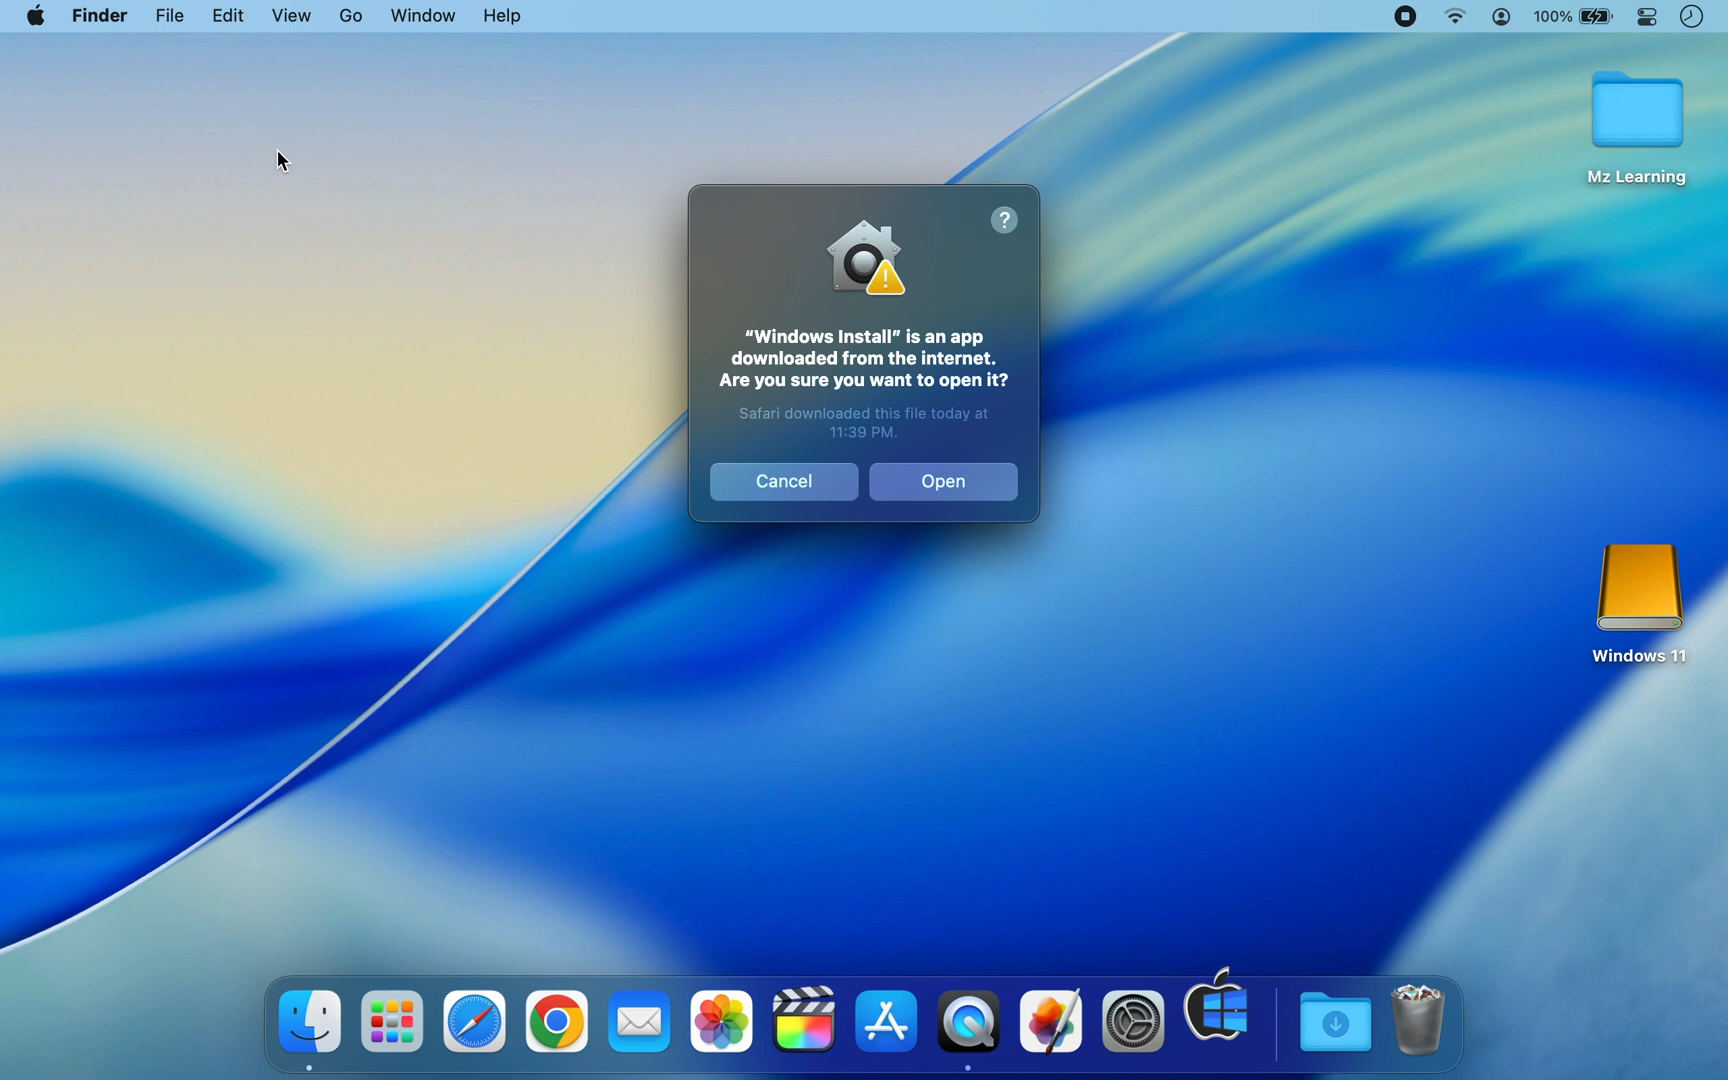 Finder File Edit View Go Window Help 100%
Mz Learning
?
“Windows Install” is an app
downloaded from the internet.
Are you sure you want to open it?
Safari downloaded this file today at
11:39 PM.
Cancel Open
Windows 11